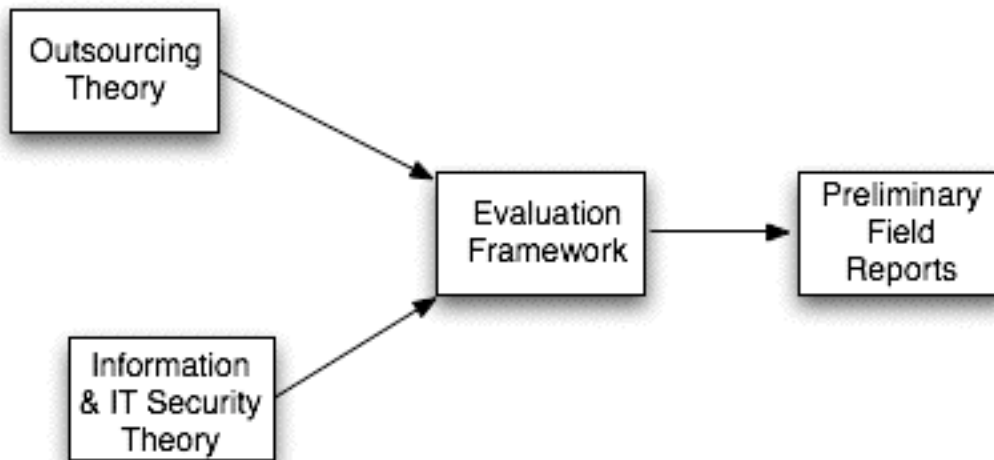 Outsourcing
Theory
Evaluation
Framework
Preliminary
Field
Reports
Information
& IT Security
Theory